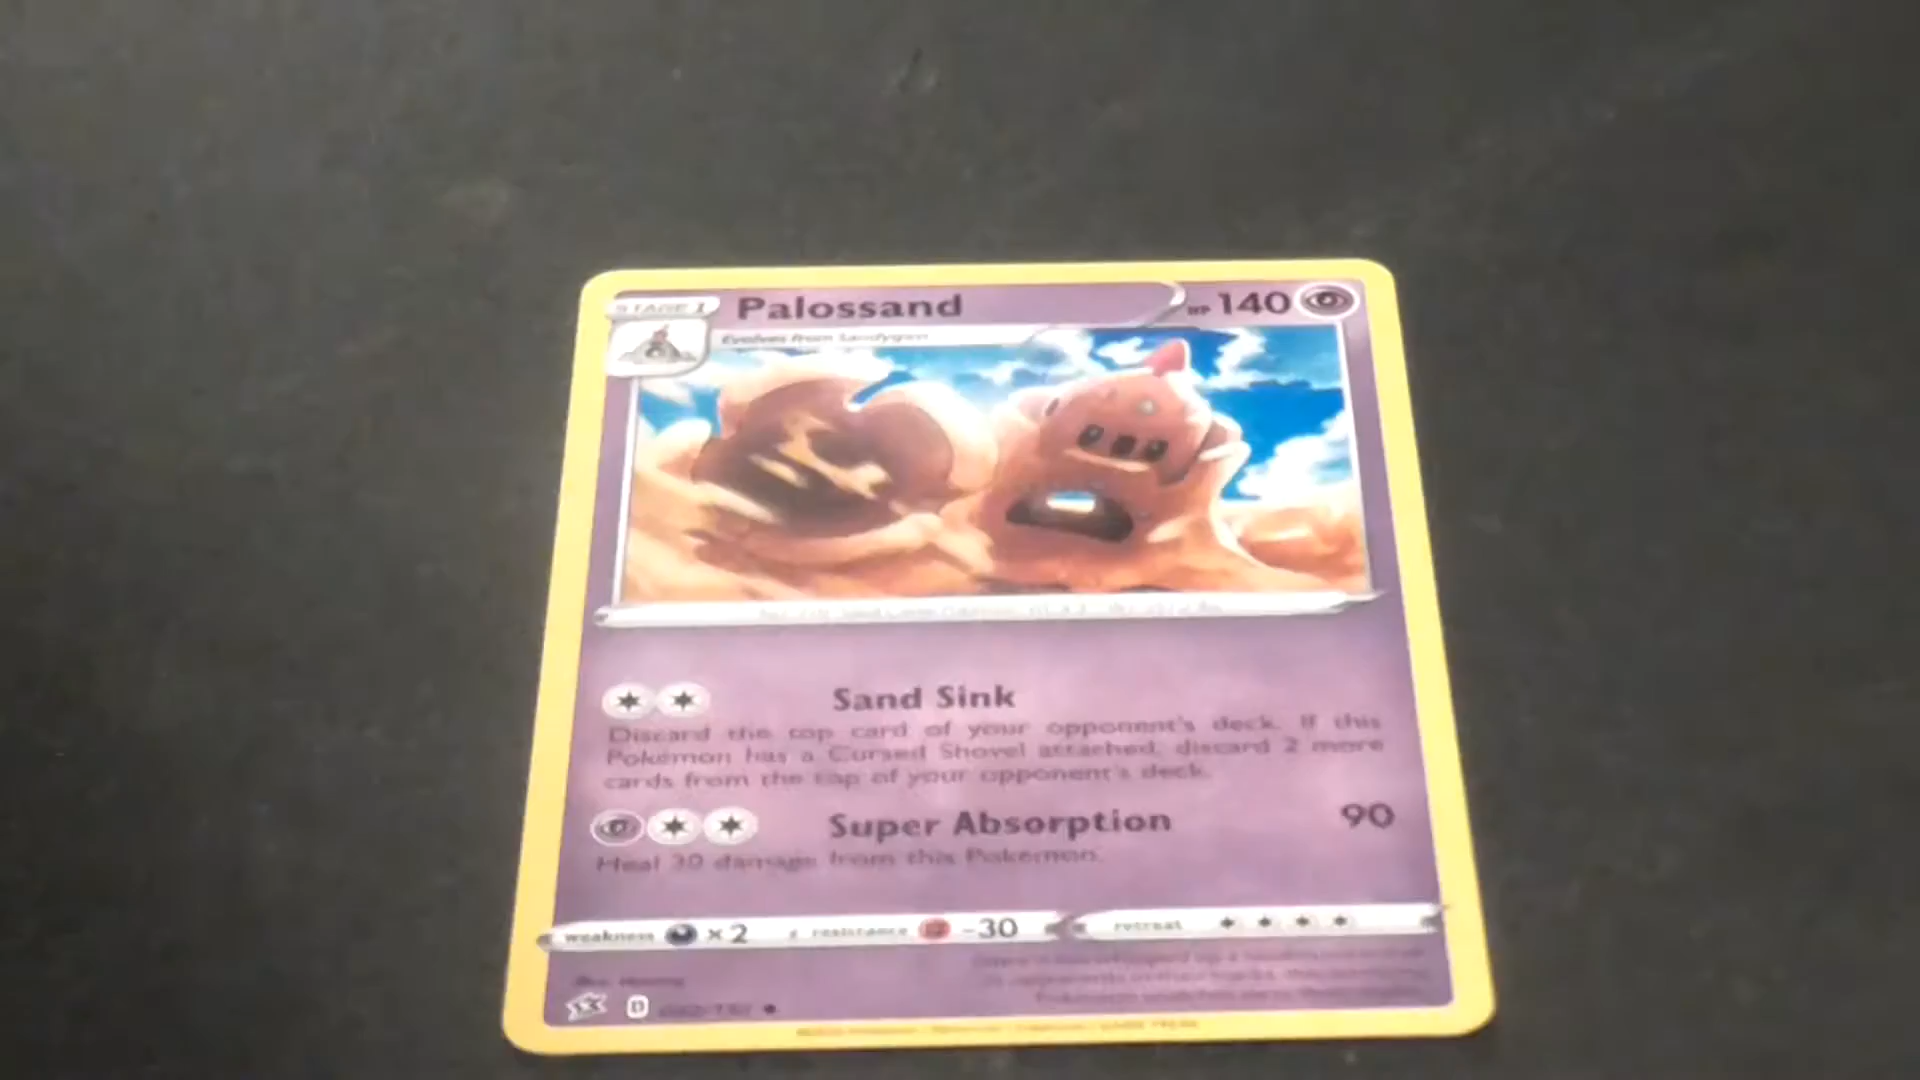 STAGE 1 Palossand HP 140
Evolves from Sandygast
Sand Sink
Discard the top card of your opponent's deck. If this
Pokémon has a Cursed Shovel attached, discard 2 more
cards from the top of your opponent's deck.
Super Absorption 90
Heal 30 damage from this Pokémon.
weakness ×2 resistance -30 retreat
D